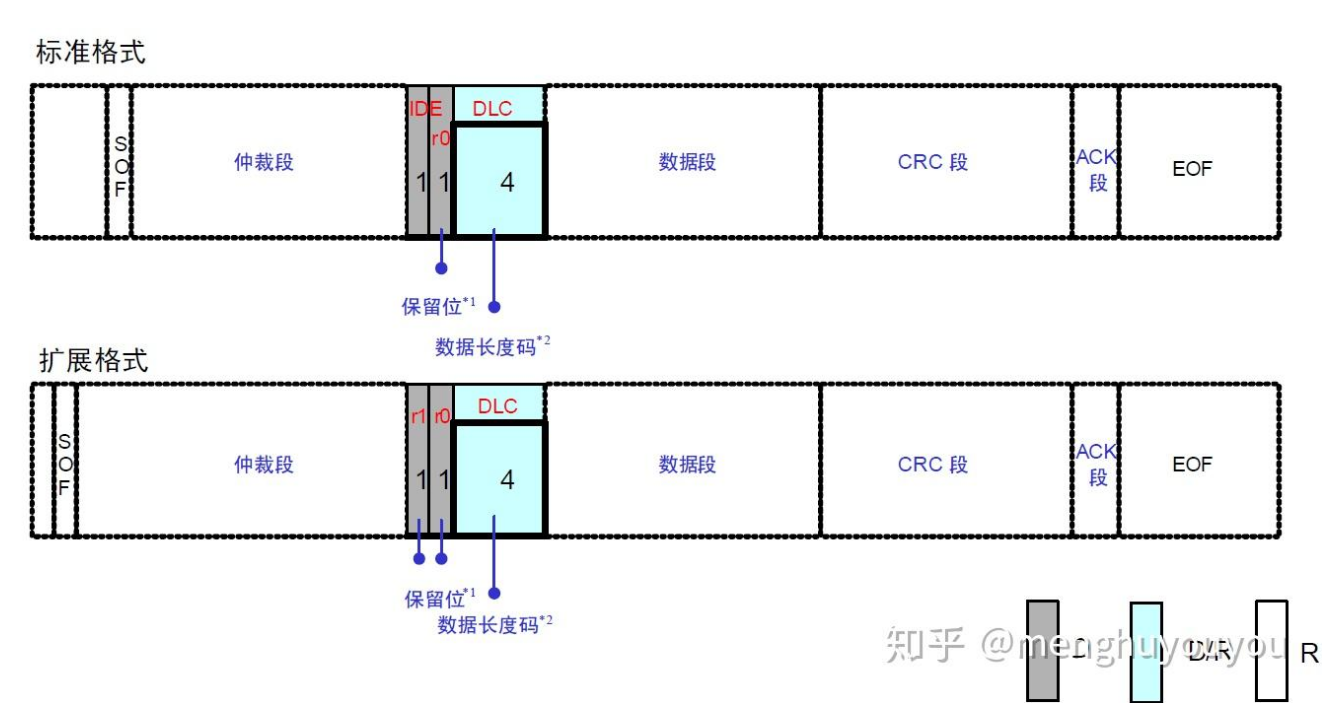 标准格式
SOF
仲裁段
IDE
r0
DLC
1
1
4
数据段
CRC 段
ACK
段
EOF
保留位*1
数据长度码*2
扩展格式
SOF
仲裁段
r1
r0
DLC
1
1
4
数据段
CRC 段
ACK
段
EOF
保留位*1
数据长度码*2
D
D/R
R
知乎 @menghuyouyou